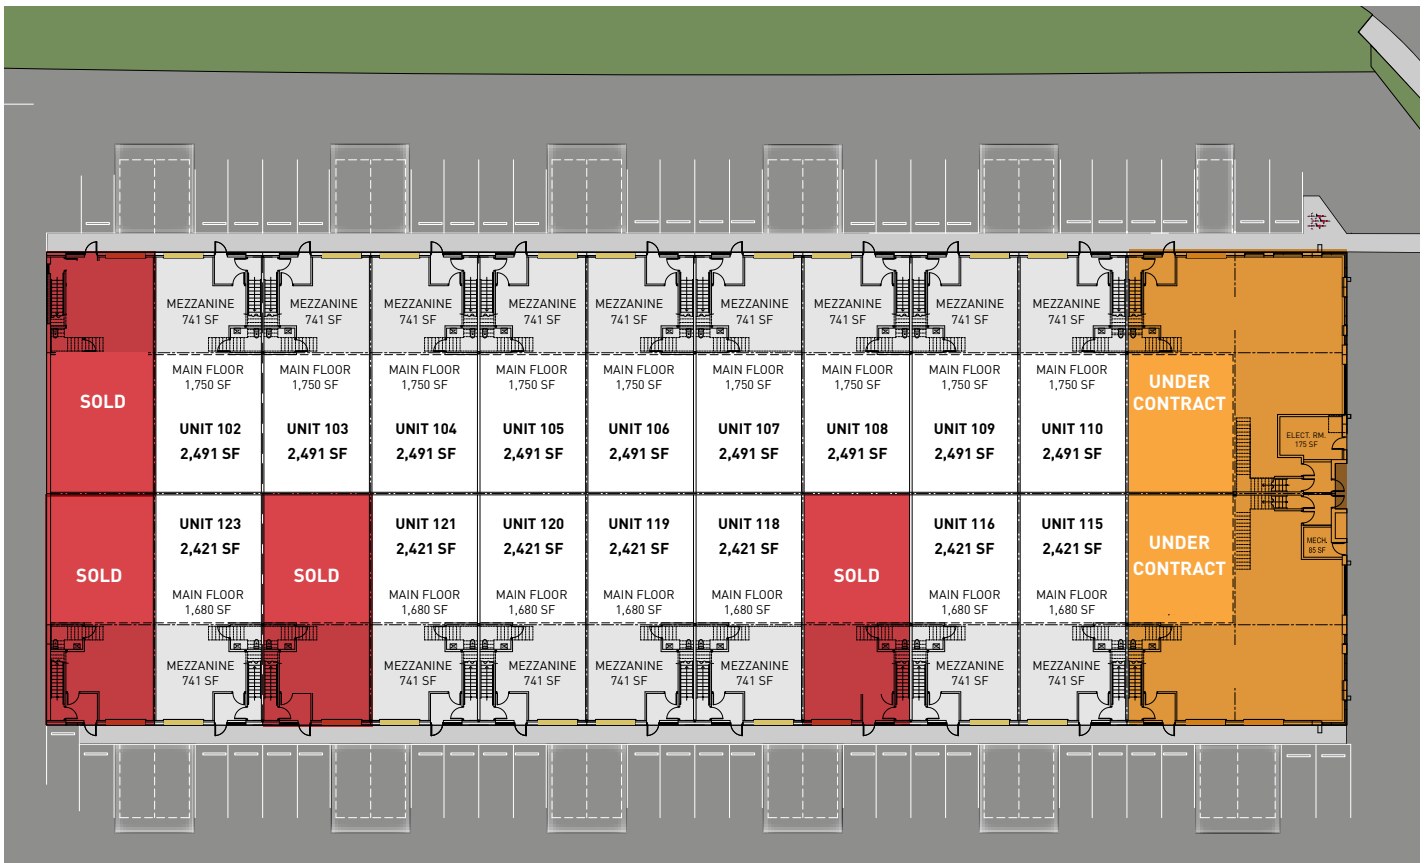 MEZZANINE
741 SF
MEZZANINE
741 SF
MEZZANINE
741 SF
MEZZANINE
741 SF
MEZZANINE
741 SF
MEZZANINE
741 SF
MEZZANINE
741 SF
MEZZANINE
741 SF
MEZZANINE
741 SF
SOLD
MAIN FLOOR
1,750 SF
UNIT 102
2,491 SF
MAIN FLOOR
1,750 SF
UNIT 103
2,491 SF
MAIN FLOOR
1,750 SF
UNIT 104
2,491 SF
MAIN FLOOR
1,750 SF
UNIT 105
2,491 SF
MAIN FLOOR
1,750 SF
UNIT 106
2,491 SF
MAIN FLOOR
1,750 SF
UNIT 107
2,491 SF
MAIN FLOOR
1,750 SF
UNIT 108
2,491 SF
MAIN FLOOR
1,750 SF
UNIT 109
2,491 SF
MAIN FLOOR
1,750 SF
UNIT 110
2,491 SF
UNDER
CONTRACT
ELECT. RM.
175 SF
SOLD
UNIT 123
2,421 SF
MAIN FLOOR
1,680 SF
SOLD
UNIT 121
2,421 SF
MAIN FLOOR
1,680 SF
UNIT 120
2,421 SF
MAIN FLOOR
1,680 SF
UNIT 119
2,421 SF
MAIN FLOOR
1,680 SF
UNIT 118
2,421 SF
MAIN FLOOR
1,680 SF
SOLD
UNIT 116
2,421 SF
MAIN FLOOR
1,680 SF
UNIT 115
2,421 SF
MAIN FLOOR
1,680 SF
UNDER
CONTRACT
MECH.
85 SF
MEZZANINE
741 SF
MEZZANINE
741 SF
MEZZANINE
741 SF
MEZZANINE
741 SF
MEZZANINE
741 SF
MEZZANINE
741 SF
MEZZANINE
741 SF